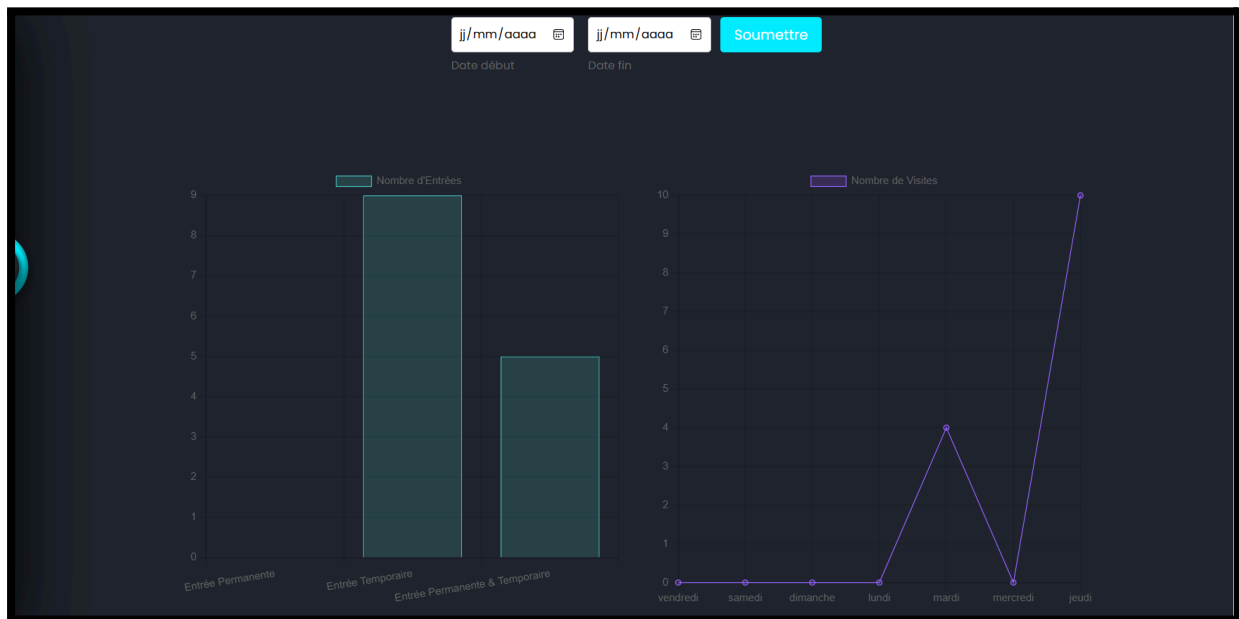 jj/mm/aaaa jj/mm/aaaa Soumettre
Date début Date fin
Nombre d'Entrées
9
8
7
6
5
4
3
2
1
0
Entrée Permanente
Entrée Temporaire
Entrée Permanente & Temporaire
Nombre de Visites
10
9
8
7
6
5
4
3
2
1
0
vendredi samedi dimanche lundi mardi mercredi jeudi